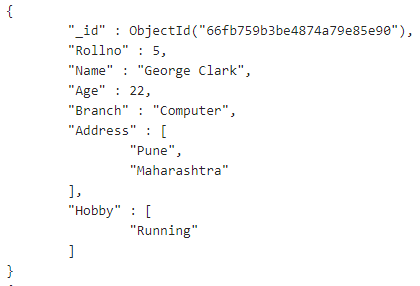 {
"_id" : ObjectId("66fb759b3be4874a79e85e90"),
"Rollno" : 5,
"Name" : "George Clark",
"Age" : 22,
"Branch" : "Computer",
"Address" : [
"Pune",
"Maharashtra"
],
"Hobby" : [
"Running"
]
}